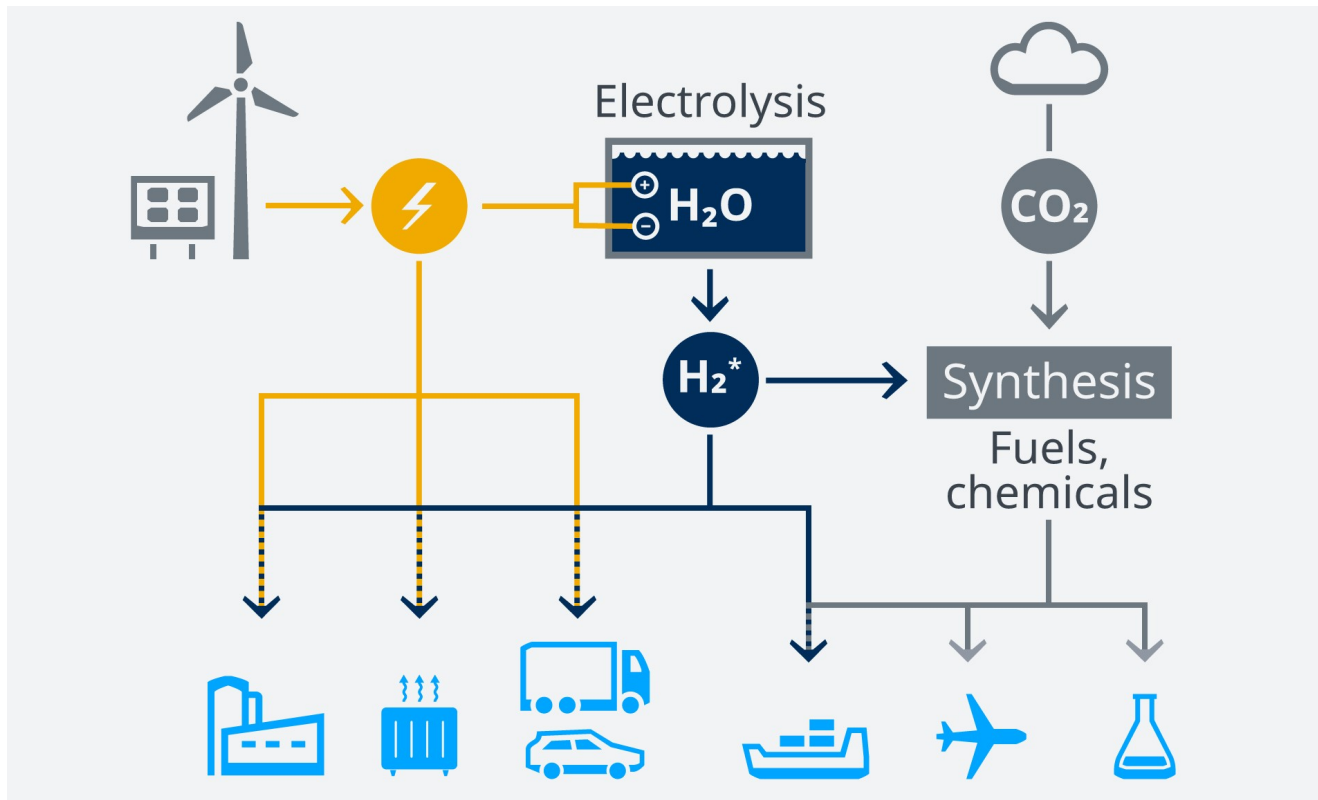 Electrolysis
+
H₂O
−
CO₂
H₂*
Synthesis
Fuels,
chemicals